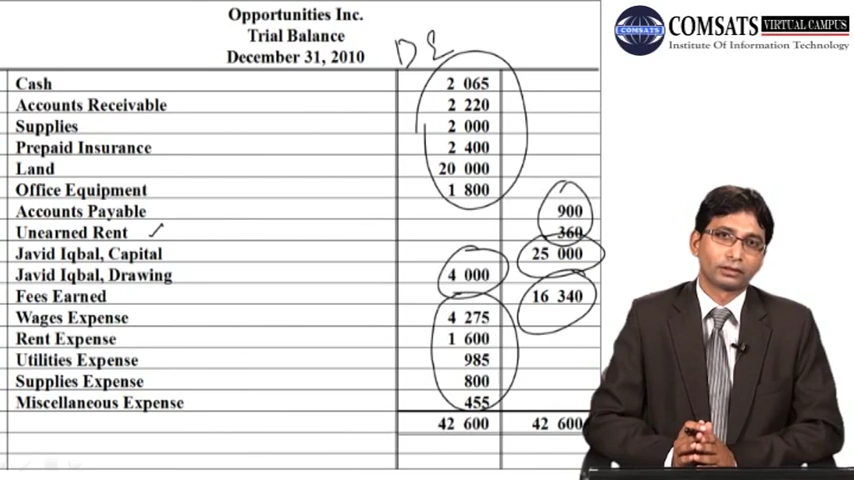 Opportunities Inc.
Trial Balance
December 31, 2010
COMSATS VIRTUAL CAMPUS
Institute Of Information Technology
COMSATS
Cash 2 065
Accounts Receivable 2 220
Supplies 2 000
Prepaid Insurance 2 400
Land 20 000
Office Equipment 1 800
Accounts Payable 900
Unearned Rent 360
Javid Iqbal, Capital 25 000
Javid Iqbal, Drawing 4 000
Fees Earned 16 340
Wages Expense 4 275
Rent Expense 1 600
Utilities Expense 985
Supplies Expense 800
Miscellaneous Expense 455
42 600 42 600